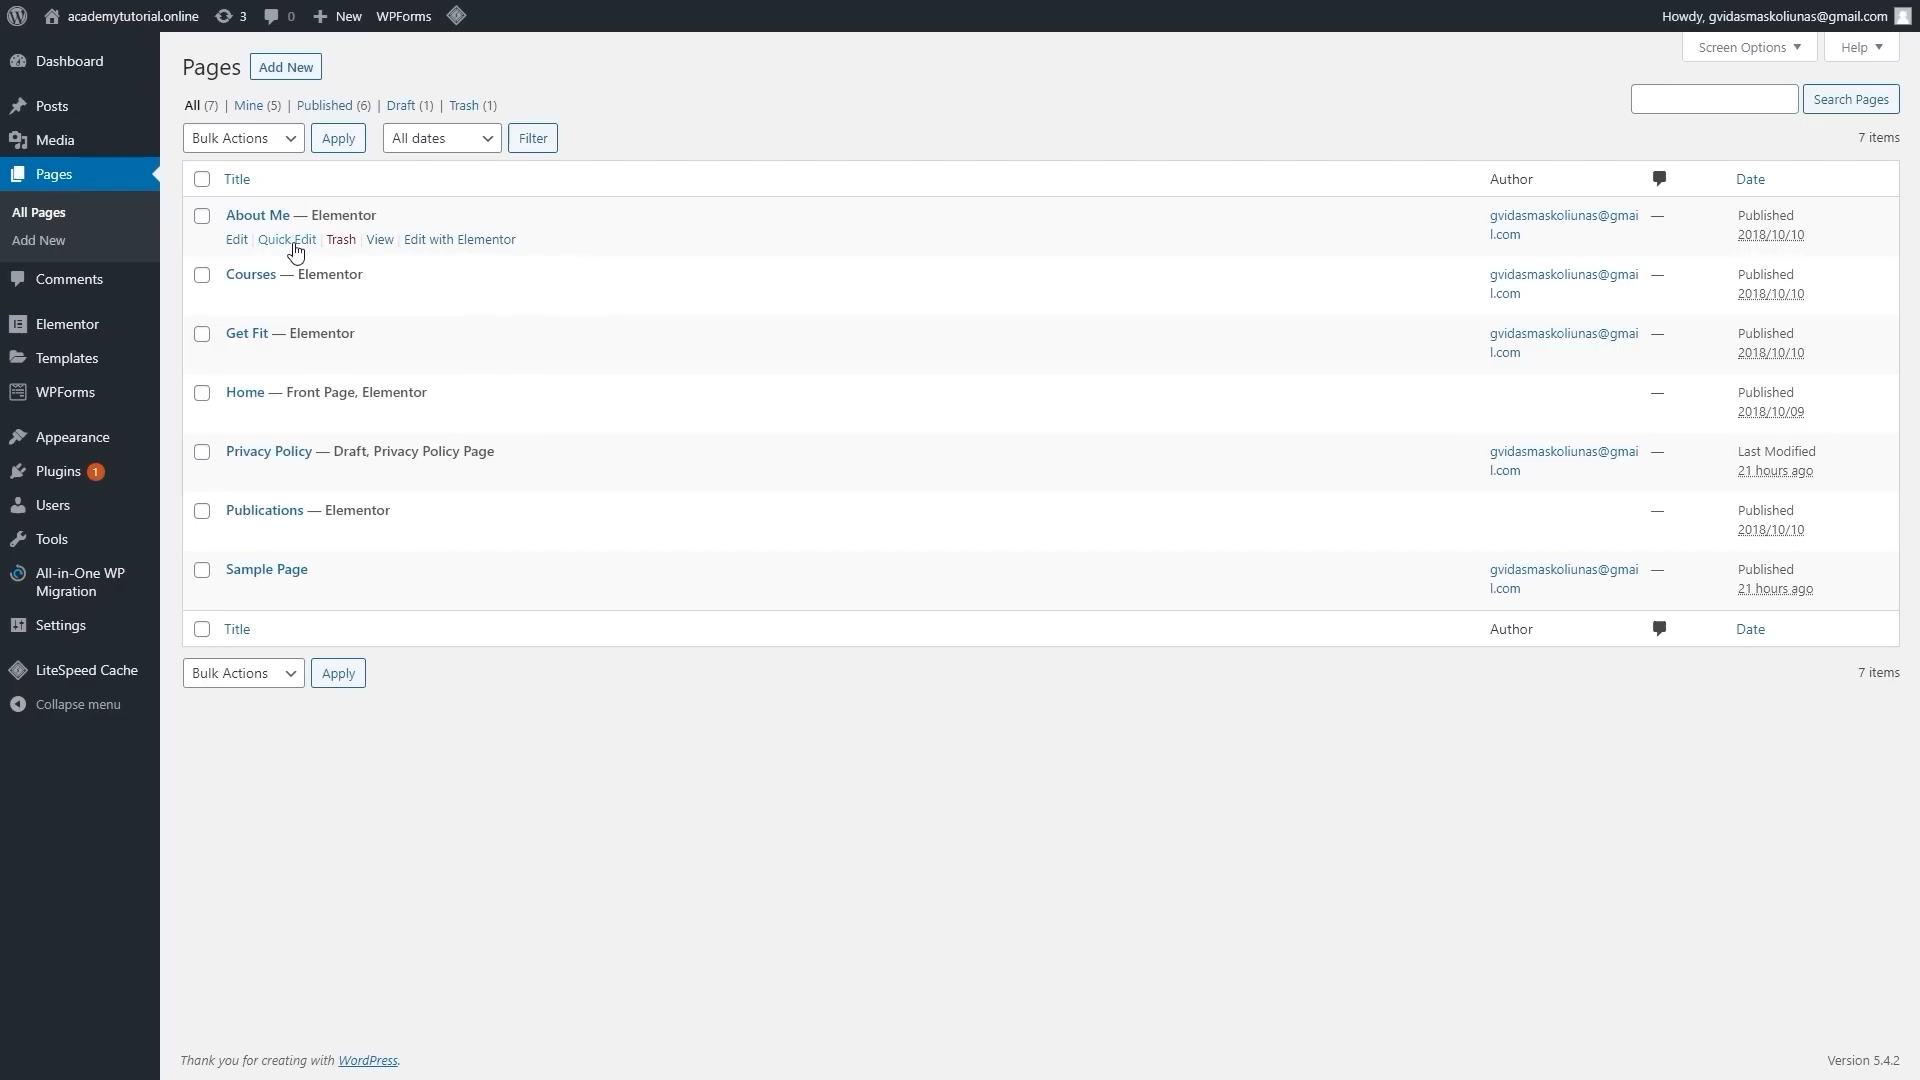 academytutorial.online 3 0 New WPForms Howdy, gvidasmaskoliunas@gmail.com
Screen Options Help
Dashboard
Posts
Media
Pages
All Pages
Add New
Comments
Elementor
Templates
WPForms
Appearance
Plugins 1
Users
Tools
All-in-One WP
Migration
Settings
LiteSpeed Cache
Collapse menu
Pages Add New
All (7) | Mine (5) | Published (6) | Draft (1) | Trash (1)
Search Pages
Bulk Actions Apply All dates Filter 7 items
Title Author Date
About Me — Elementor gvidasmaskoliunas@gmai — Published
l.com 2018/10/10
Edit | Quick Edit | Trash | View | Edit with Elementor
Courses — Elementor gvidasmaskoliunas@gmai — Published
l.com 2018/10/10
Get Fit — Elementor gvidasmaskoliunas@gmai — Published
l.com 2018/10/10
Home — Front Page, Elementor — Published
2018/10/09
Privacy Policy — Draft, Privacy Policy Page gvidasmaskoliunas@gmai — Last Modified
l.com 21 hours ago
Publications — Elementor — Published
2018/10/10
Sample Page gvidasmaskoliunas@gmai — Published
l.com 21 hours ago
Title Author Date
Bulk Actions Apply 7 items
Thank you for creating with WordPress. Version 5.4.2